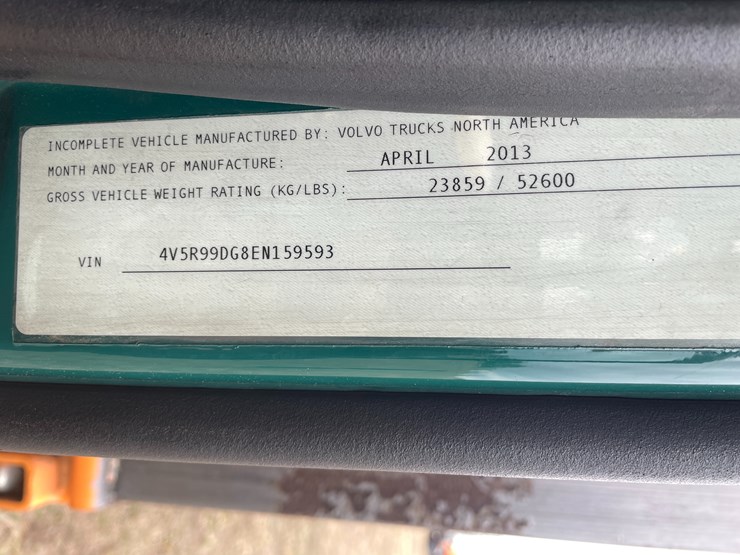 INCOMPLETE VEHICLE MANUFACTURED BY: VOLVO TRUCKS NORTH AMERICA
MONTH AND YEAR OF MANUFACTURE: APRIL 2013
GROSS VEHICLE WEIGHT RATING (KG/LBS): 23859 / 52600
VIN 4V5R99DG8EN159593